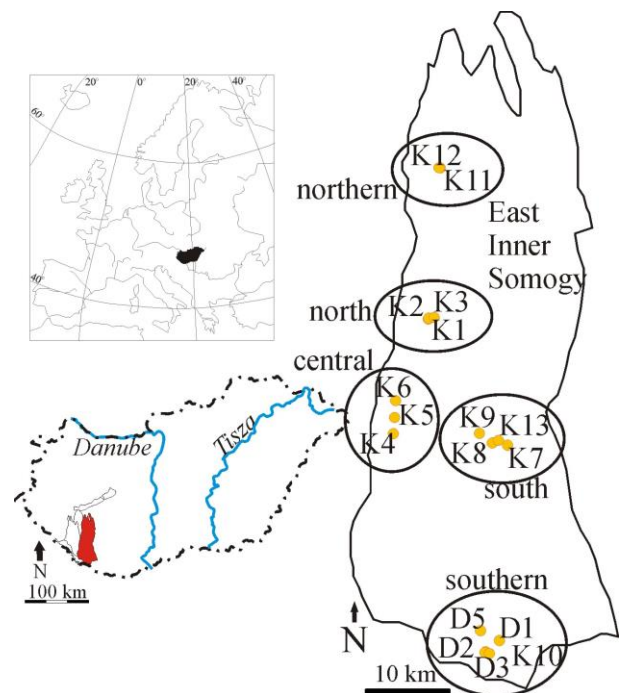 20° 0° 20° 40°
60°
40°
Danube
Tisza
N
100 km
K12
K11
northern
East
Inner
Somogy
north
K2 K3
K1
central
K6
K5
K4
K9 K13
K8 K7
south
southern
D5 D1
D2 K10
D3
N
10 km